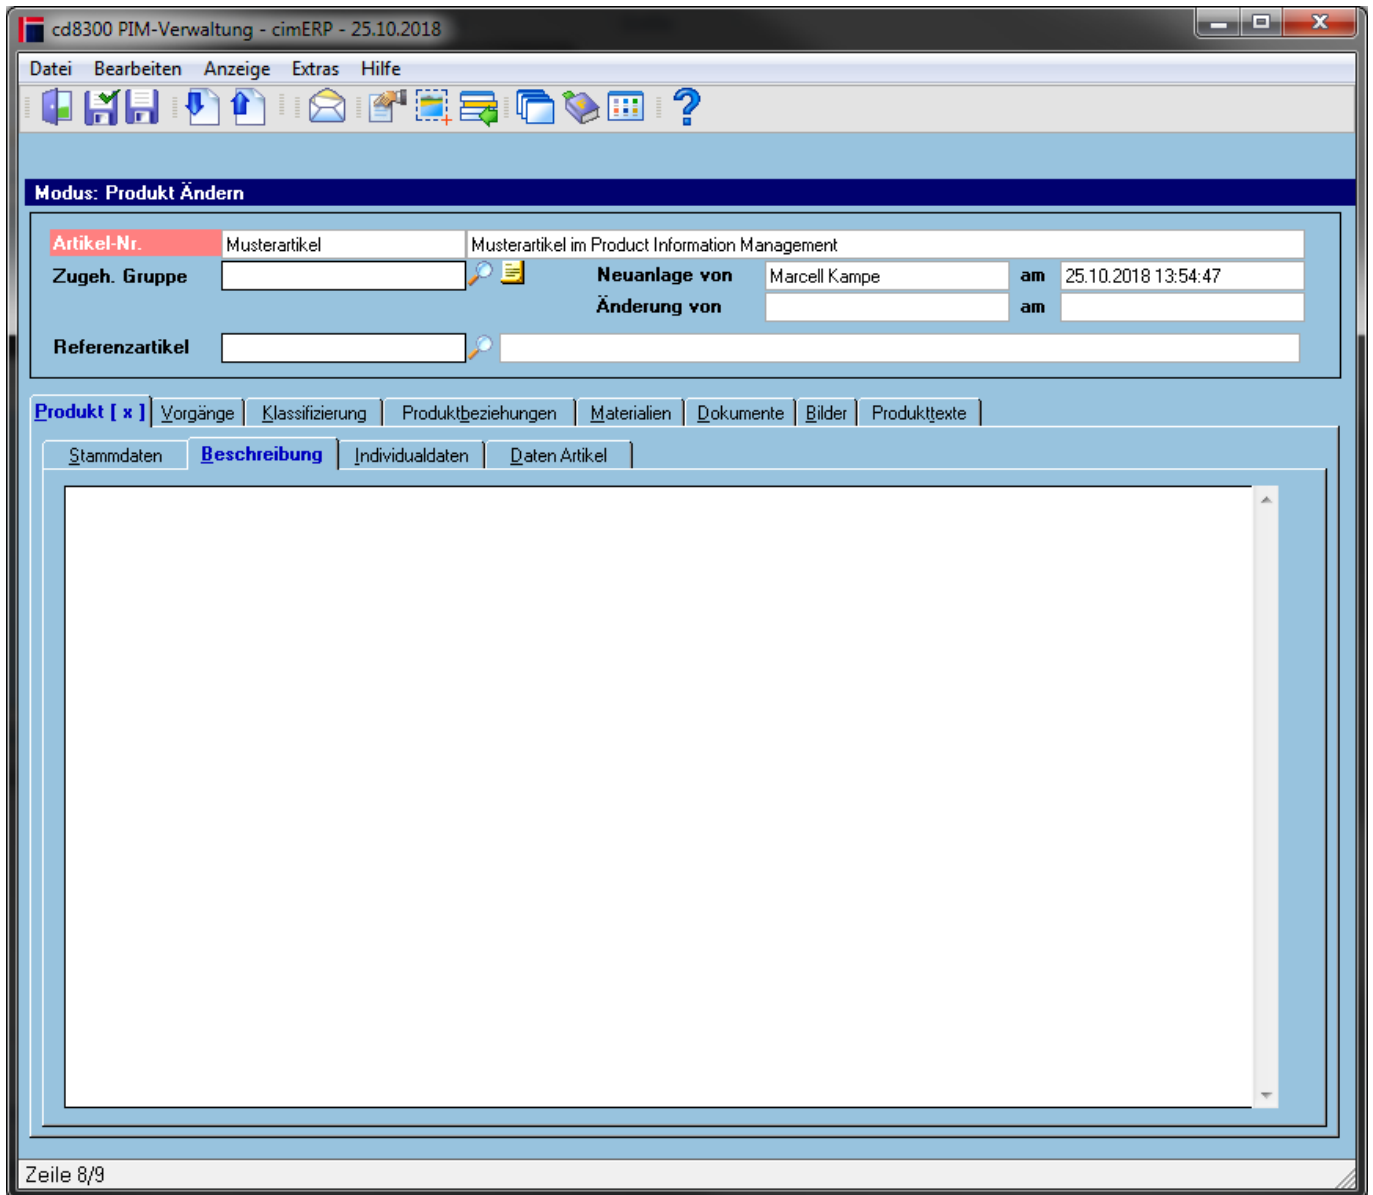 cd8300 PIM-Verwaltung - cimERP - 25.10.2018
Datei Bearbeiten Anzeige Extras Hilfe
Modus: Produkt Ändern
Artikel-Nr. Musterartikel Musterartikel im Product Information Management
Zugeh. Gruppe Neuanlage von Marcell Kampe am 25.10.2018 13:54:47
Änderung von am
Referenzartikel
Produkt [ x ] Vorgänge Klassifizierung Produktbeziehungen Materialien Dokumente Bilder Produkttexte
Stammdaten Beschreibung Individualdaten Daten Artikel
Zeile 8/9